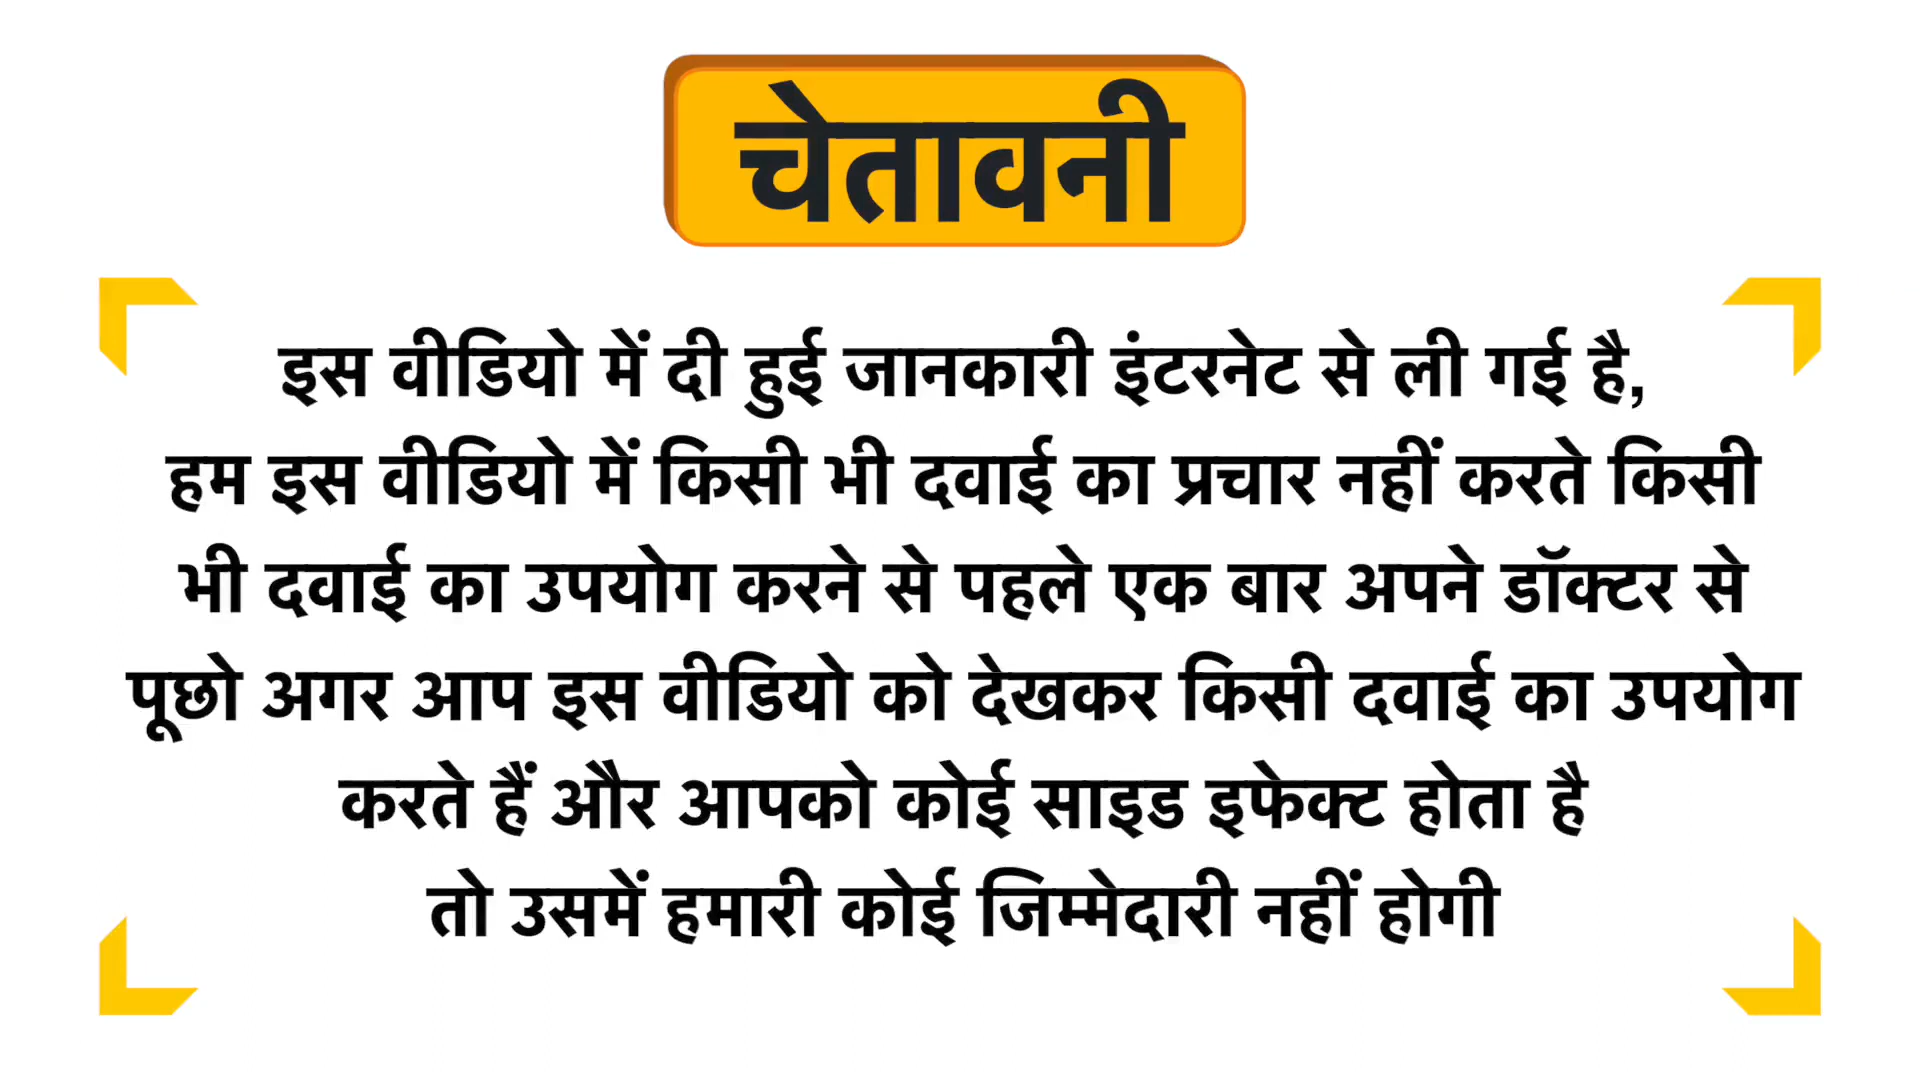 चेतावनी
इस वीडियो में दी हुई जानकारी इंटरनेट से ली गई है,
हम इस वीडियो में किसी भी दवाई का प्रचार नहीं करते किसी
भी दवाई का उपयोग करने से पहले एक बार अपने डॉक्टर से
पूछो अगर आप इस वीडियो को देखकर किसी दवाई का उपयोग
करते हैं और आपको कोई साइड इफेक्ट होता है
तो उसमें हमारी कोई जिम्मेदारी नहीं होगी